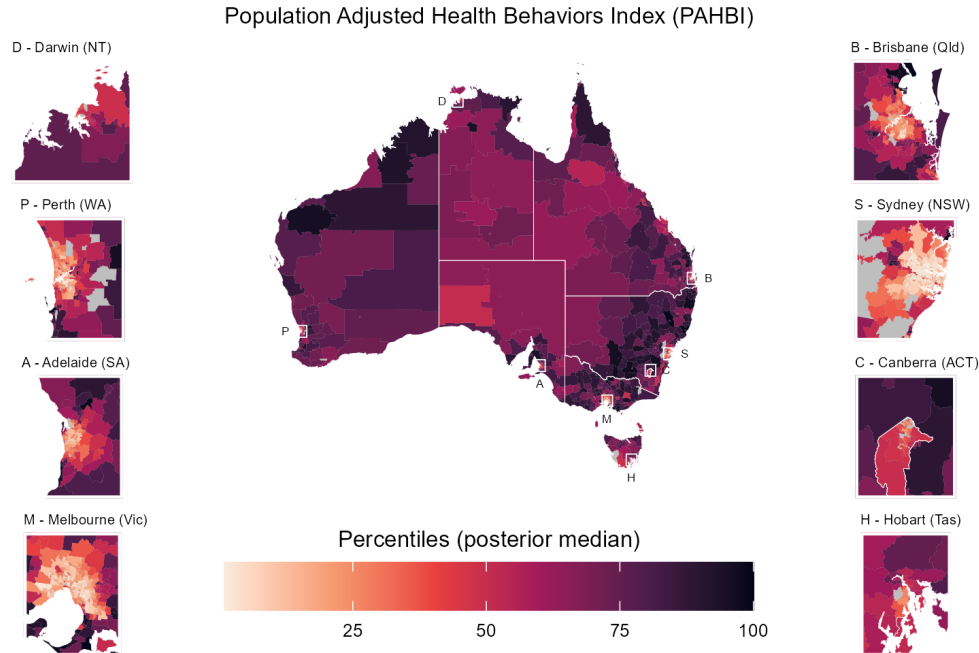 Population Adjusted Health Behaviors Index (PAHBI)
D - Darwin (NT)
B - Brisbane (Qld)
P - Perth (WA)
S - Sydney (NSW)
A - Adelaide (SA)
C - Canberra (ACT)
M - Melbourne (Vic)
H - Hobart (Tas)
D
B
P
S
C
A
M
H
Percentiles (posterior median)
25 50 75 100